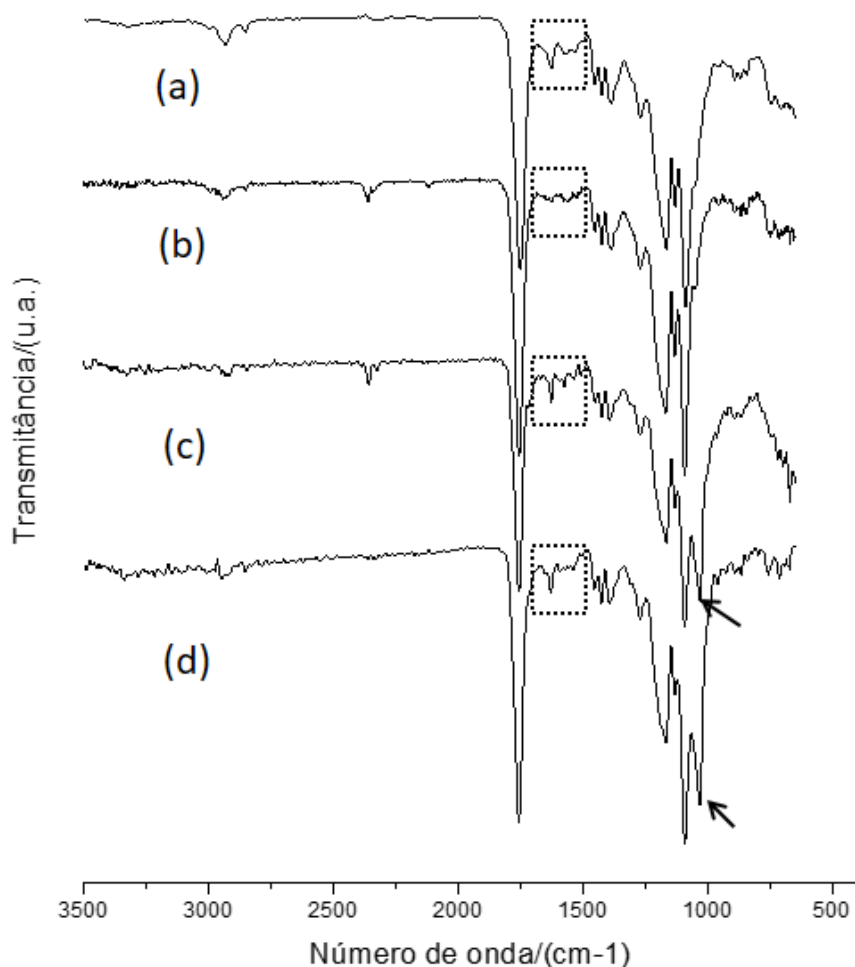 (a)
(b)
(c)
(d)
Transmitância/(u.a.)
3500 3000 2500 2000 1500 1000 500
Número de onda/(cm-1)